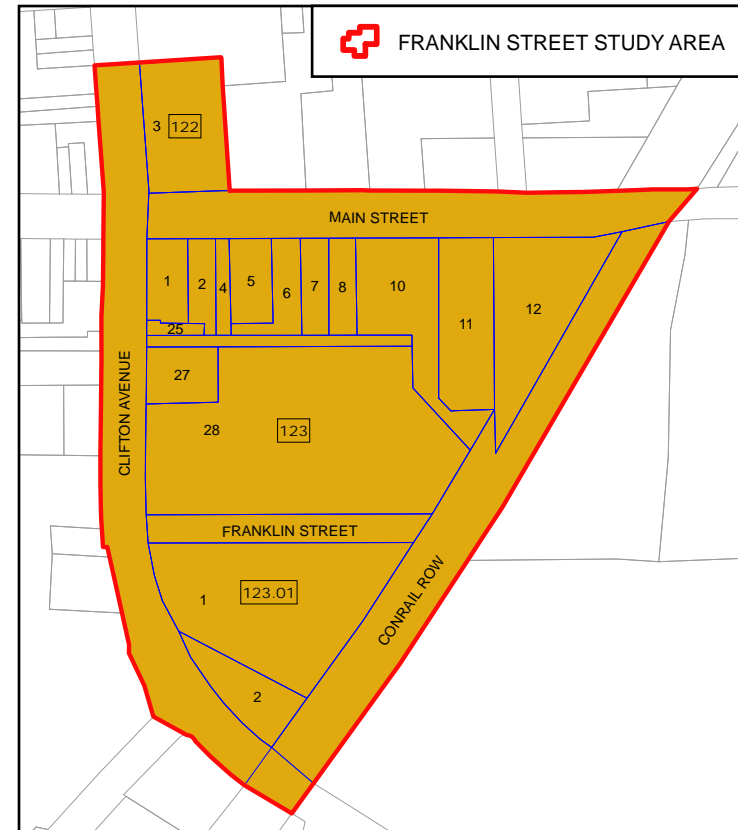 FRANKLIN STREET STUDY AREA
3 122
MAIN STREET
1 2 4 5 6 7 8 10 11 12
25
27
CLIFTON AVENUE
28 123
FRANKLIN STREET
1 123.01
CONRAIL ROW
2